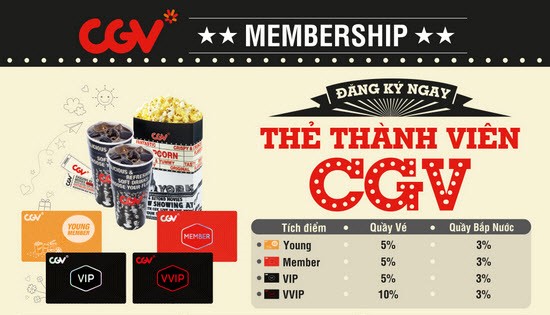 CGV
★★ MEMBERSHIP ★★
ĐĂNG KÝ NGAY
THẺ THÀNH VIÊN
CGV
CGV
CORN
YORK
CGV
YOUNG
MEMBER
CGV
MEMBER
CGV
VIP
CGV
VVIP
Tích điểm Quầy Vé Quầy Bắp Nước
Young 5% 3%
Member 5% 3%
VIP 5% 3%
VVIP 10% 3%